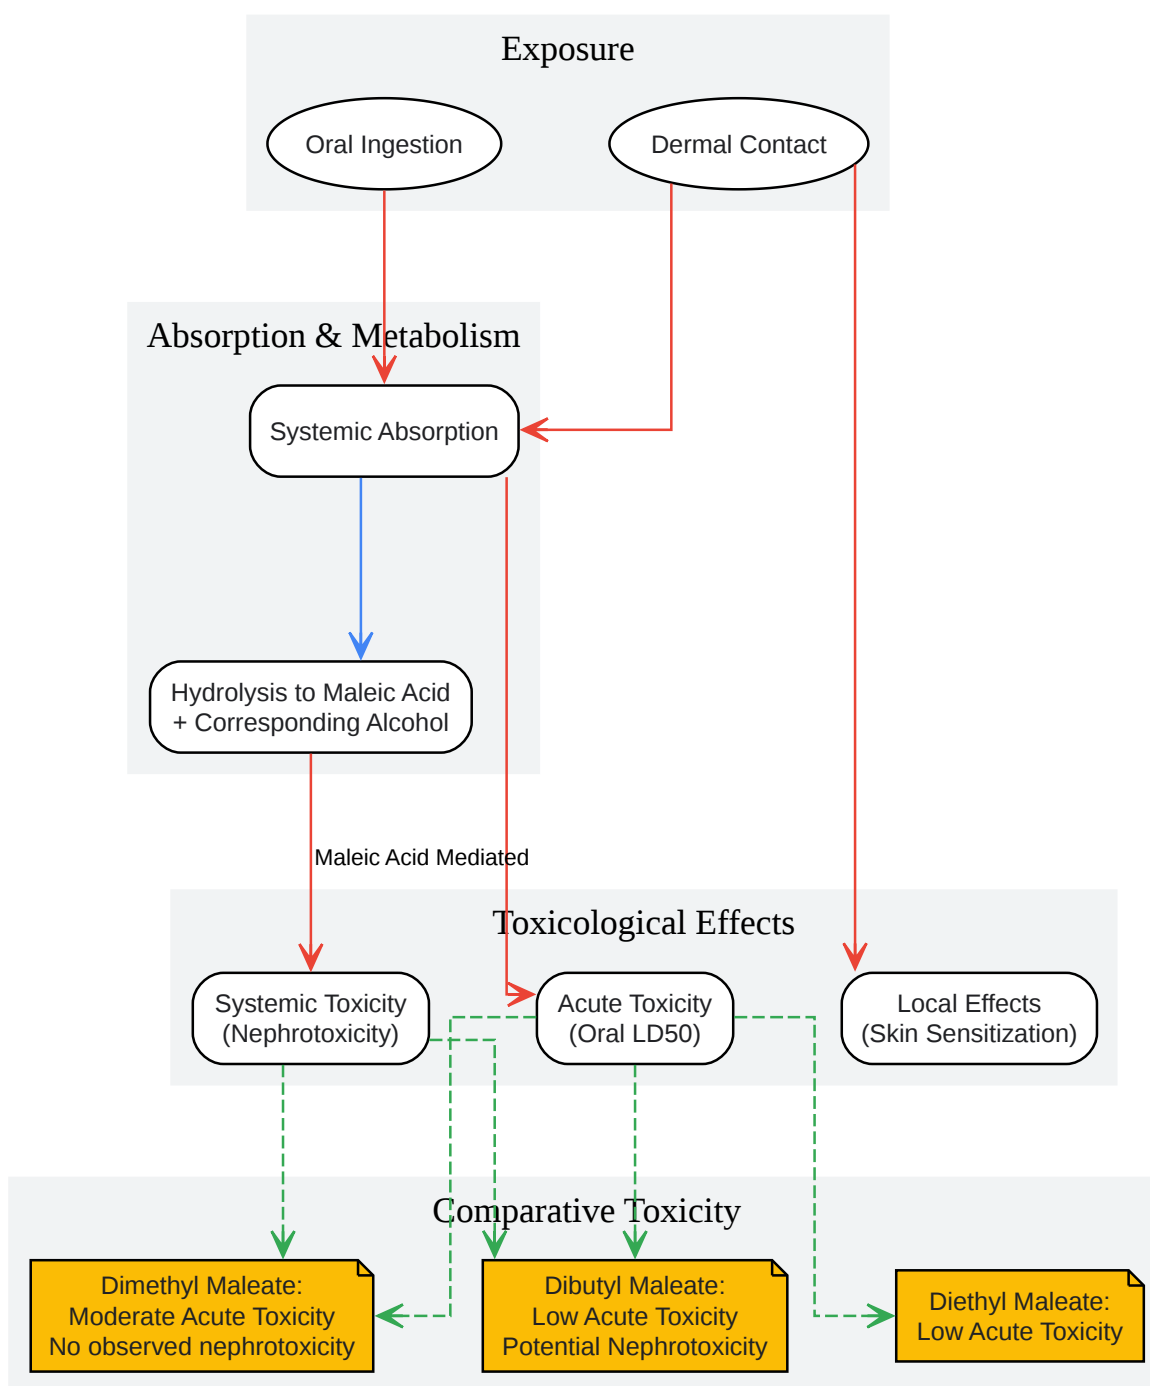 Exposure
Oral Ingestion
Dermal Contact
Absorption & Metabolism
Systemic Absorption
Hydrolysis to Maleic Acid
+ Corresponding Alcohol
Maleic Acid Mediated
Toxicological Effects
Systemic Toxicity
(Nephrotoxicity)
Acute Toxicity
(Oral LD50)
Local Effects
(Skin Sensitization)
Comparative Toxicity
Dimethyl Maleate:
Moderate Acute Toxicity
No observed nephrotoxicity
Dibutyl Maleate:
Low Acute Toxicity
Potential Nephrotoxicity
Diethyl Maleate:
Low Acute Toxicity